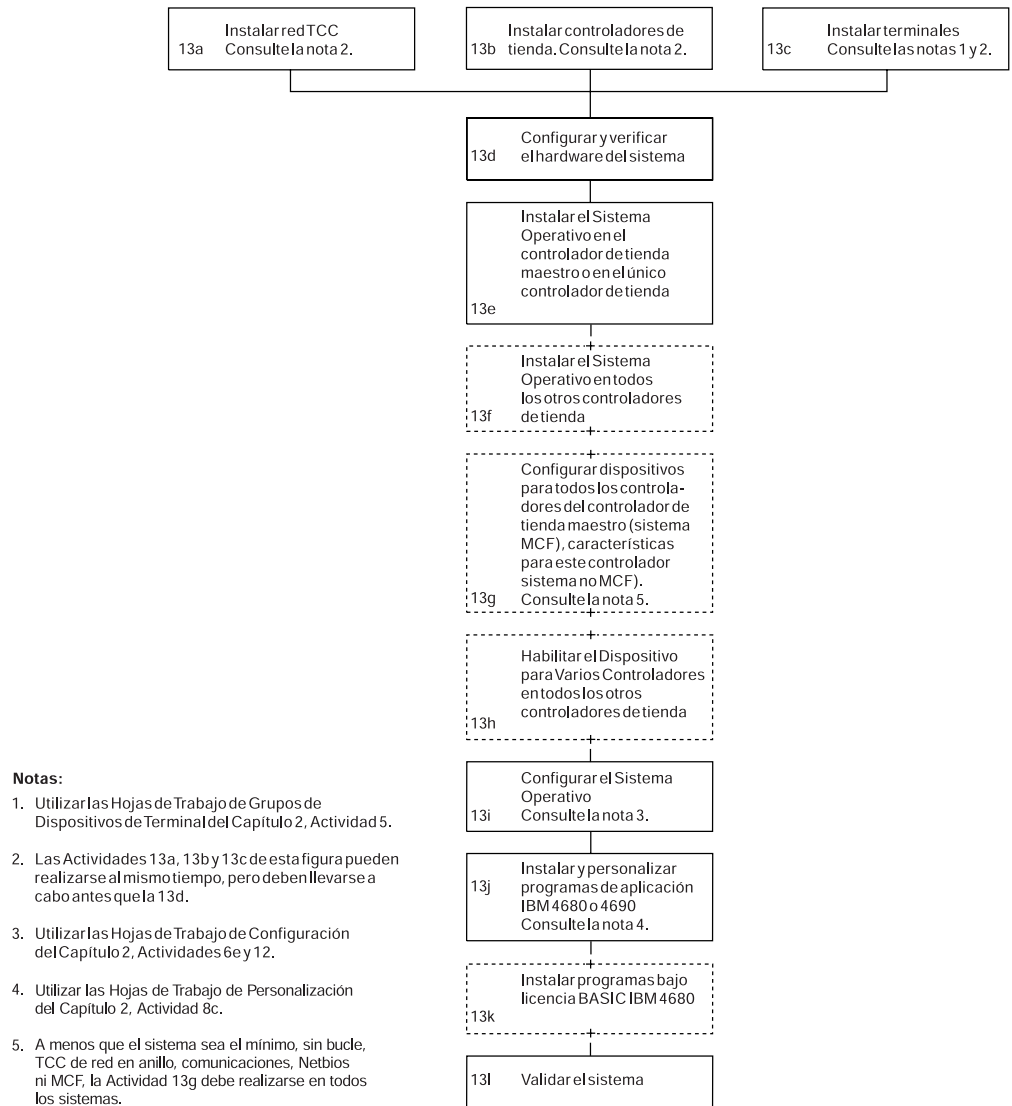 Instalar red TCC
13a Consulte la nota 2.
Instalar controladores de
13b tienda. Consulte la nota 2.
Instalar terminales
13c Consulte las notas 1 y 2.
Configurar y verificar
13d el hardware del sistema
Instalar el Sistema
Operativo en el
controlador de tienda
maestro o en el único
controlador de tienda
13e
Instalar el Sistema
Operativo en todos
los otros controladores
13f de tienda
Configurar dispositivos
para todos los controla-
dores del controlador de
tienda maestro (sistema
MCF), características
para este controlador
sistema no MCF).
13g Consulte la nota 5.
Habilitar el Dispositivo
para Varios Controladores
en todos los otros
controladores de tienda
13h
Configurar el Sistema
Operativo
13i Consulte la nota 3.
Instalar y personalizar
13j programas de aplicación
IBM 4680 o 4690
Consulte la nota 4.
Instalar programas bajo
licencia BASIC IBM 4680
13k
13l Validar el sistema
Notas:
1. Utilizar las Hojas de Trabajo de Grupos de
Dispositivos de Terminal del Capítulo 2, Actividad 5.
2. Las Actividades 13a, 13b y 13c de esta figura pueden
realizarse al mismo tiempo, pero deben llevarse a
cabo antes que la 13d.
3. Utilizar las Hojas de Trabajo de Configuración
del Capítulo 2, Actividades 6e y 12.
4. Utilizar las Hojas de Trabajo de Personalización
del Capítulo 2, Actividad 8c.
5. A menos que el sistema sea el mínimo, sin bucle,
TCC de red en anillo, comunicaciones, Netbios
ni MCF, la Actividad 13g debe realizarse en todos
los sistemas.